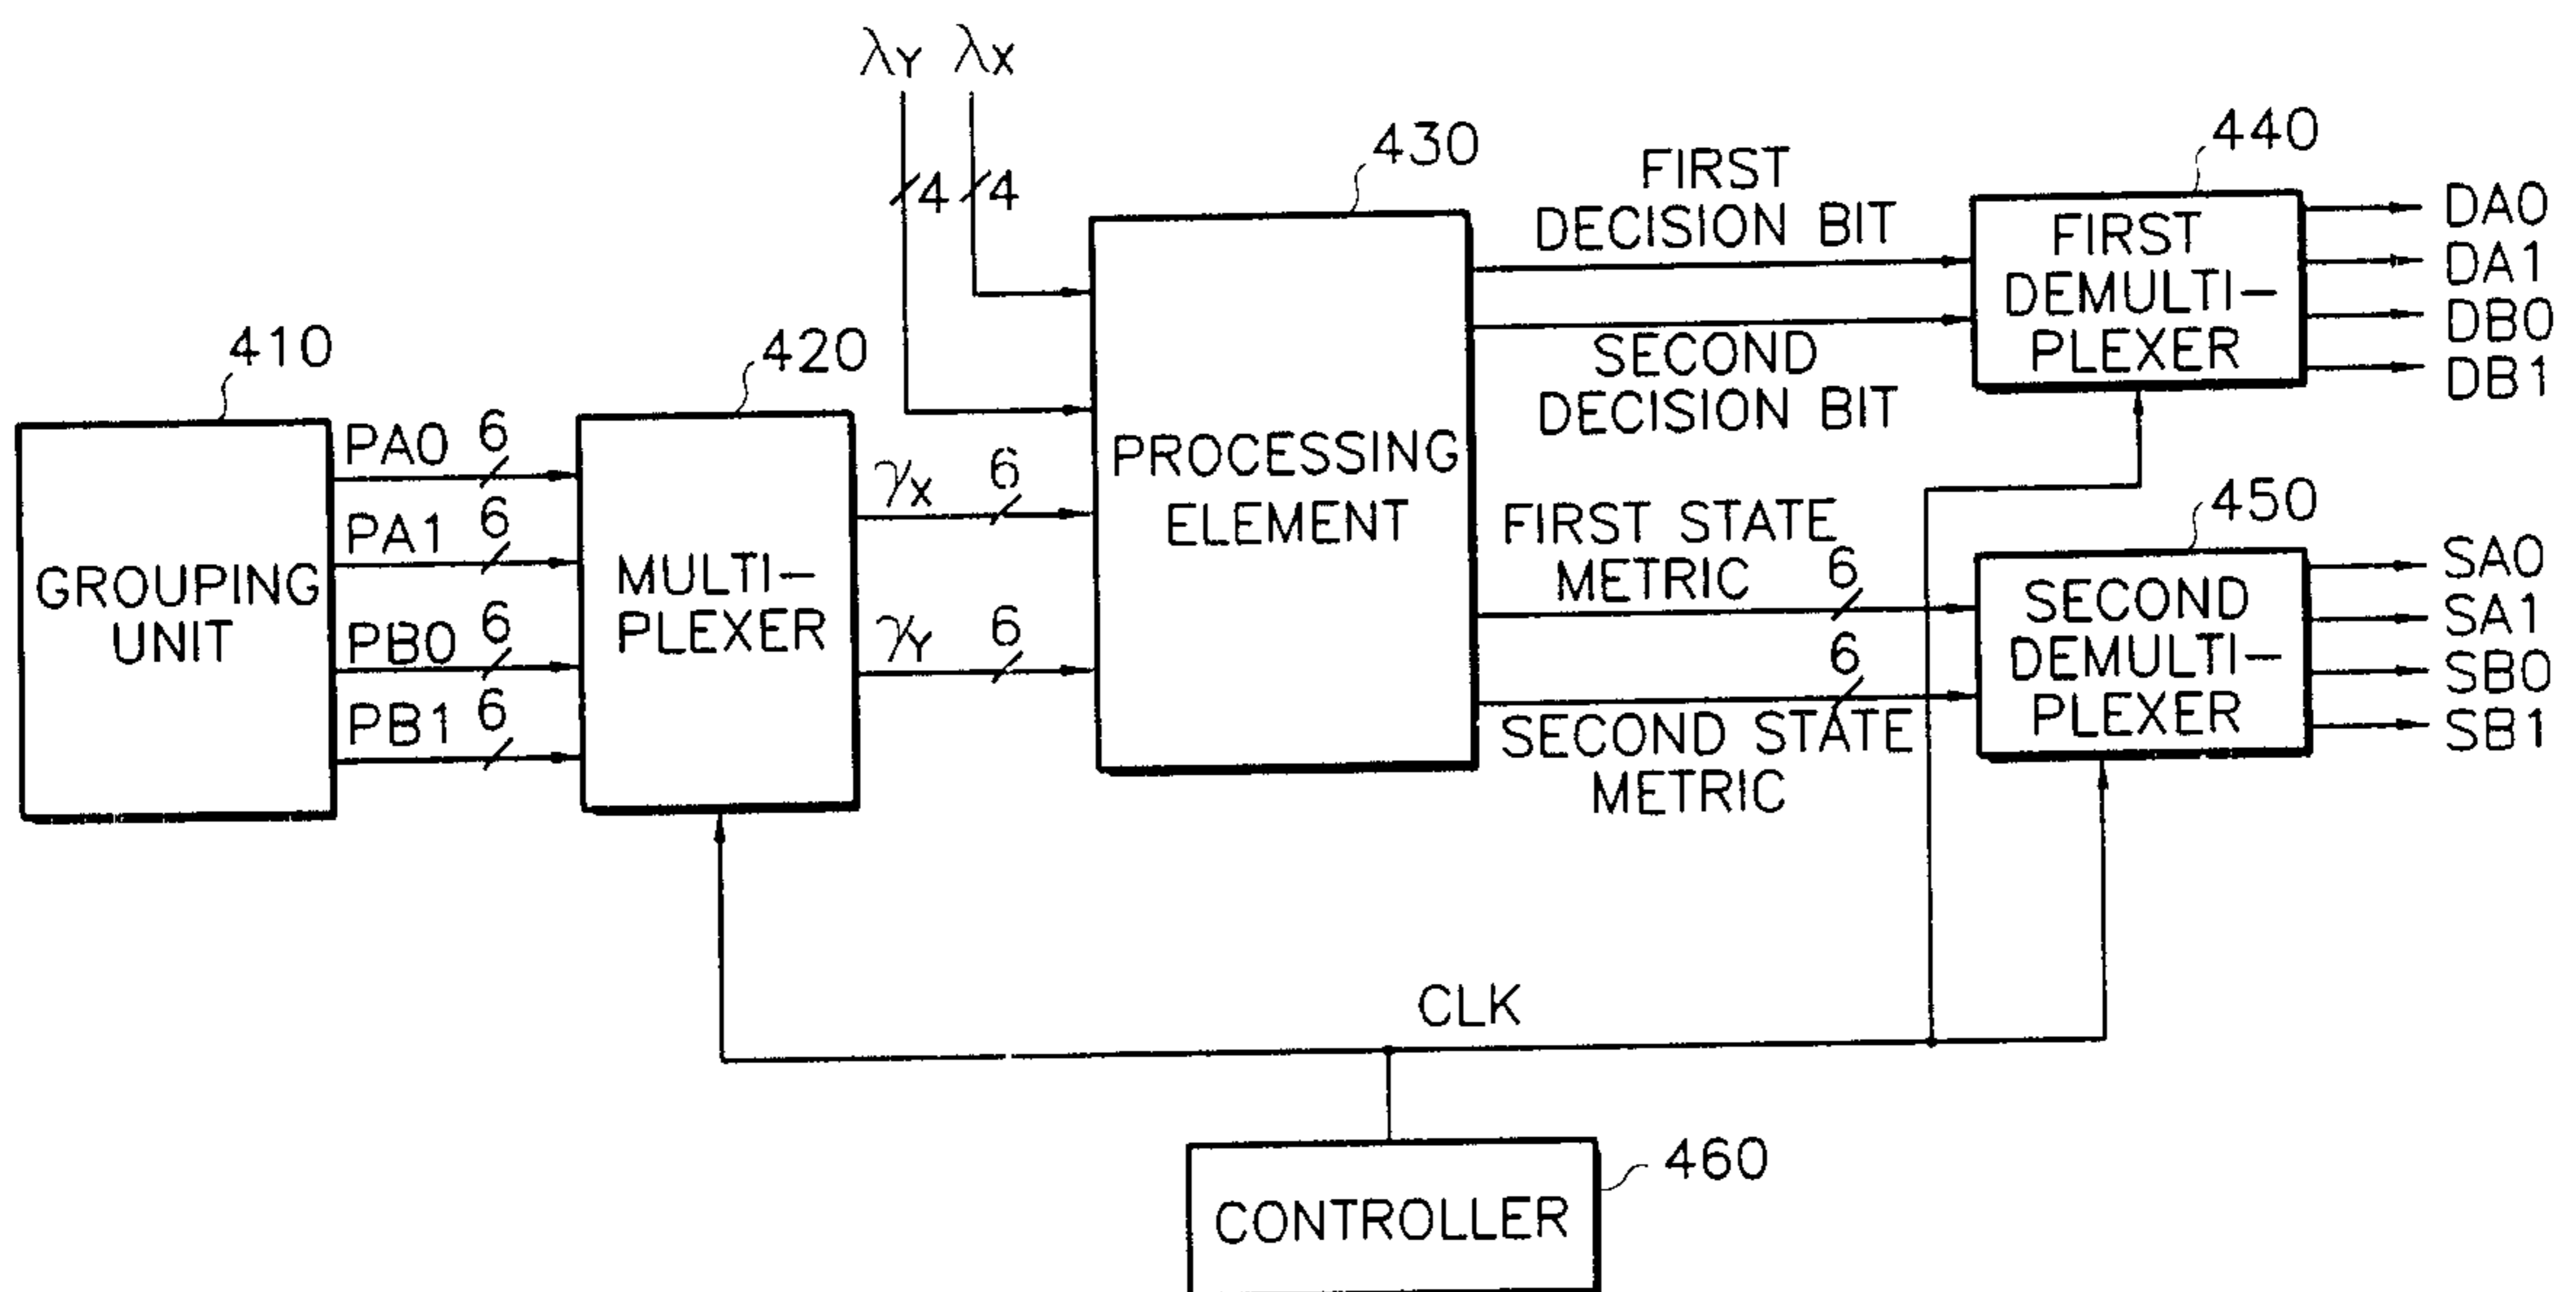 λY λX
4 4
430
FIRST
DECISION BIT
440
FIRST
DEMULTI-
PLEXER
DA0
DA1
DB0
DB1
SECOND
DECISION BIT
410
GROUPING
UNIT
PA0 6
PA1 6
PB0 6
PB1 6
420
MULTI-
PLEXER
γX 6
γY 6
PROCESSING
ELEMENT
FIRST STATE
METRIC 6
6
SECOND STATE
METRIC
450
SECOND
DEMULTI-
PLEXER
SA0
SA1
SB0
SB1
CLK
460
CONTROLLER